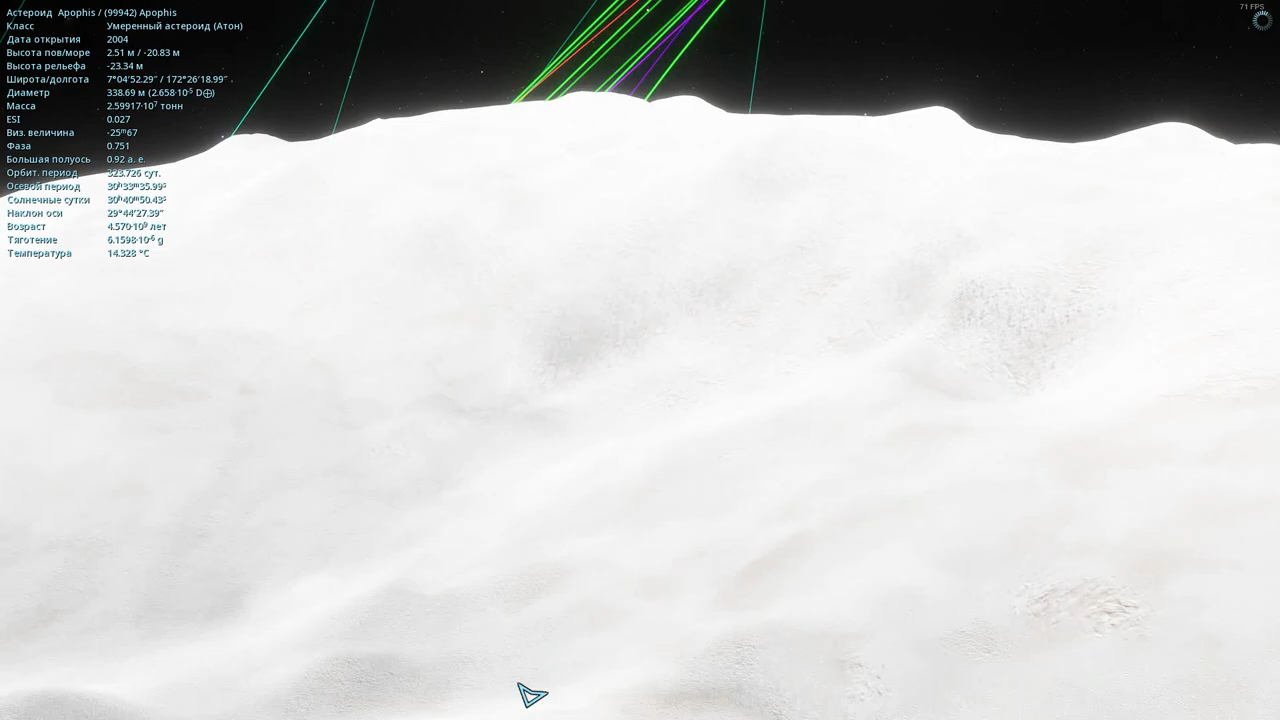 71 FPS
Астероид Apophis / (99942) Apophis
Класс Умеренный астероид (Атон)
Дата открытия 2004
Высота пов/море 2.51 м / -20.83 м
Высота рельефа -23.34 м
Широта/долгота 7°04′52.29″ / 172°26′18.99″
Диаметр 338.69 м (2.658·10⁻⁵ D⊕)
Масса 2.59917·10⁷ тонн
ESI 0.027
Виз. величина -25ᵐ67
Фаза 0.751
Большая полуось 0.92 а. е.
Орбит. период 323.726 сут.
Осевой период 30ʰ33ᵐ35.99ˢ
Солнечные сутки 30ʰ40ᵐ50.43ˢ
Наклон оси 29°44′27.39″
Возраст 4.570·10⁹ лет
Тяготение 6.1598·10⁻⁶ g
Температура 14.328 °C